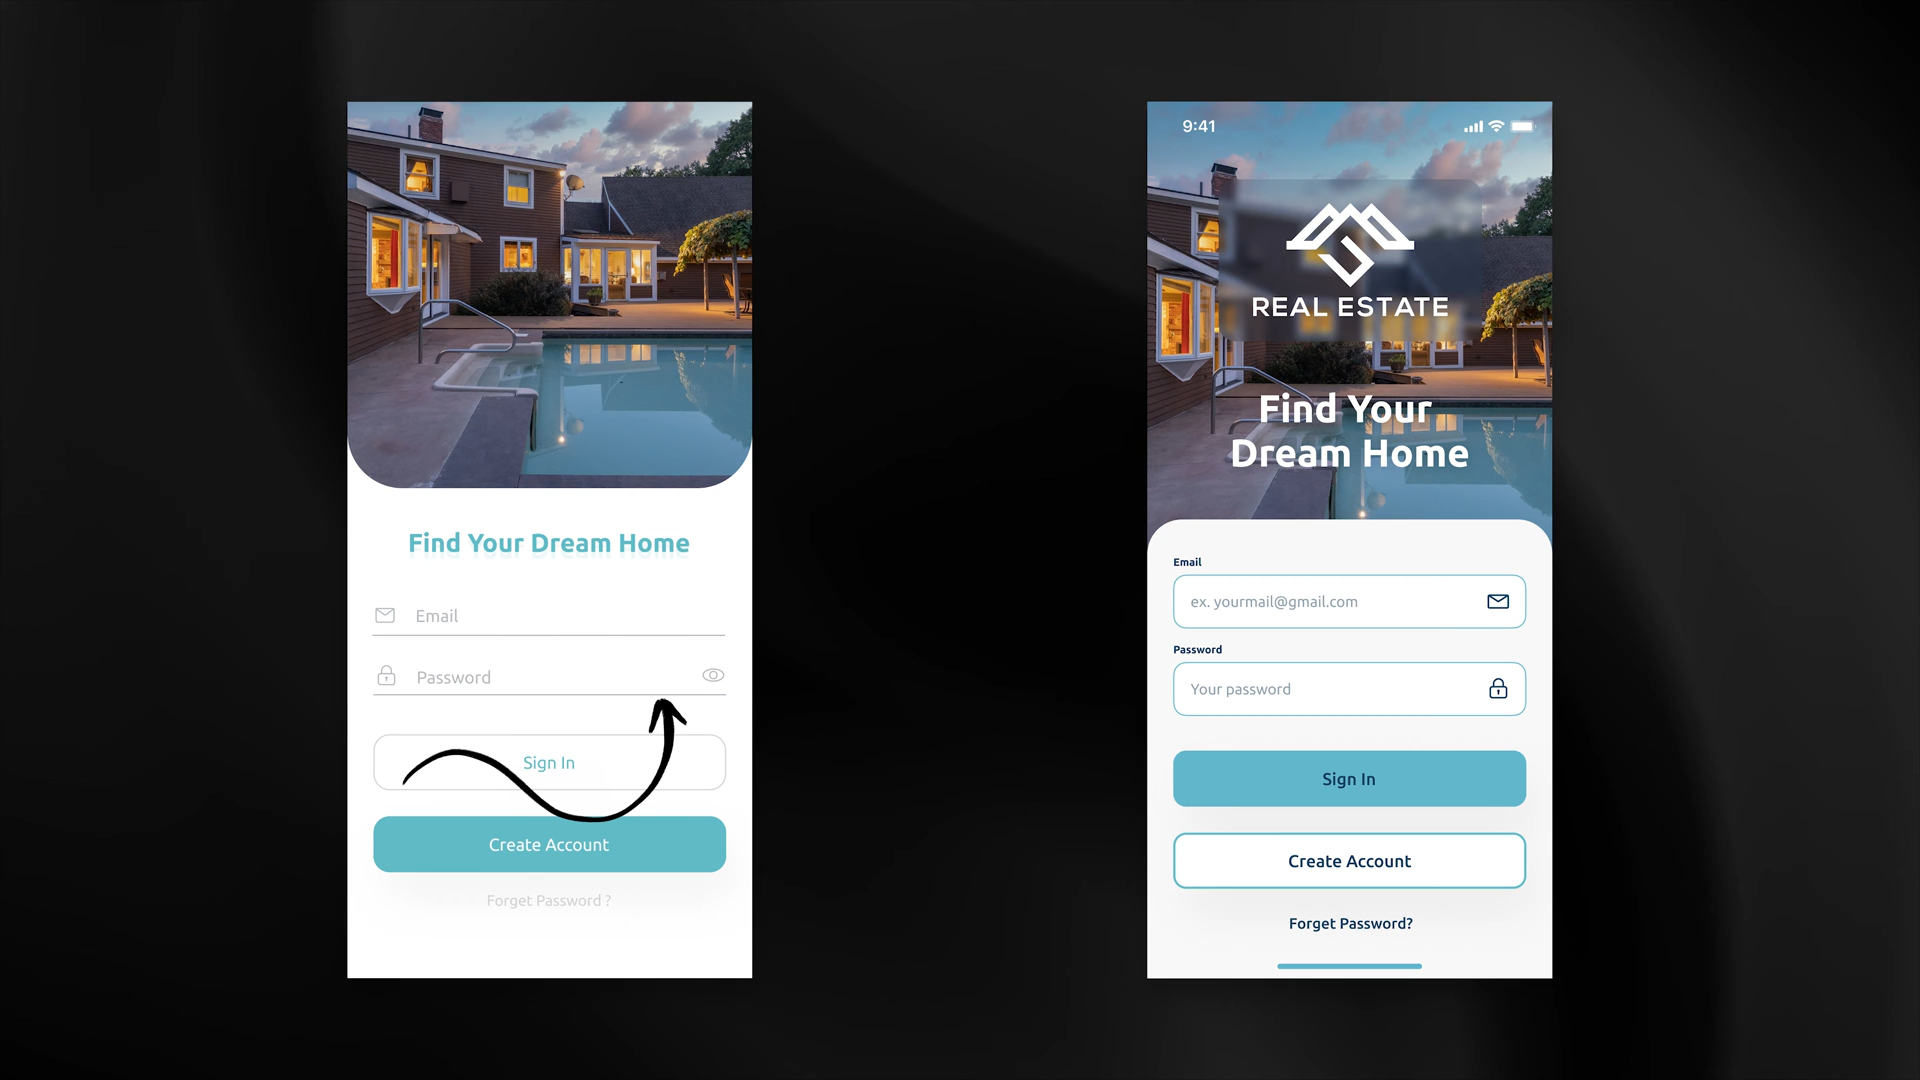 Find Your Dream Home
Email
Password
Sign In
Create Account
Forget Password ?
9:41
REAL ESTATE
Find Your
Dream Home
Email
ex. yourmail@gmail.com
Password
Your password
Sign In
Create Account
Forget Password?